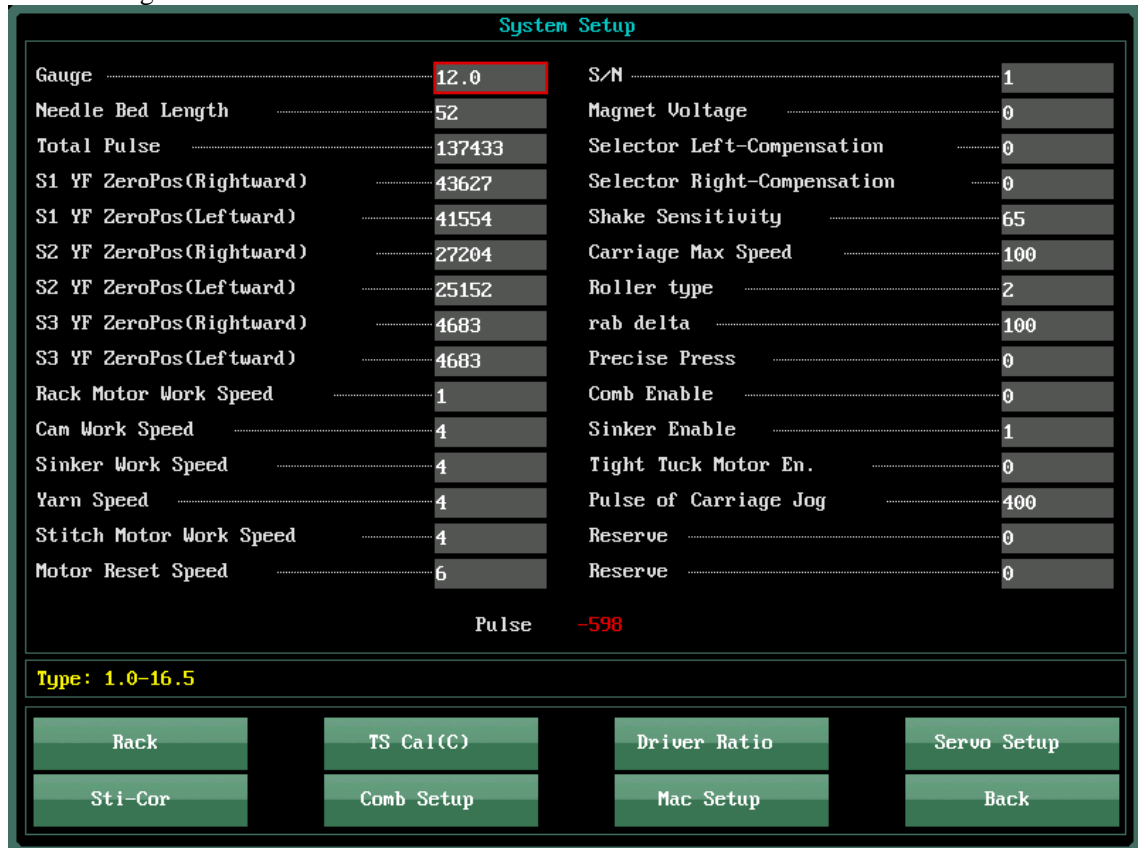 System Setup
Gauge 12.0 S/N 1
Needle Bed Length 52 Magnet Voltage 0
Total Pulse 137433 Selector Left-Compensation 0
S1 YF ZeroPos(Rightward) 43627 Selector Right-Compensation 0
S1 YF ZeroPos(Leftward) 41554 Shake Sensitivity 65
S2 YF ZeroPos(Rightward) 27204 Carriage Max Speed 100
S2 YF ZeroPos(Leftward) 25152 Roller type 2
S3 YF ZeroPos(Rightward) 4683 rab delta 100
S3 YF ZeroPos(Leftward) 4683 Precise Press 0
Rack Motor Work Speed 1 Comb Enable 0
Cam Work Speed 4 Sinker Enable 1
Sinker Work Speed 4 Tight Tuck Motor En. 0
Yarn Speed 4 Pulse of Carriage Jog 400
Stitch Motor Work Speed 4 Reserve 0
Motor Reset Speed 6 Reserve 0
Pulse -598
Type: 1.0-16.5
Rack TS Cal(C) Driver Ratio Servo Setup
Sti-Cor Comb Setup Mac Setup Back